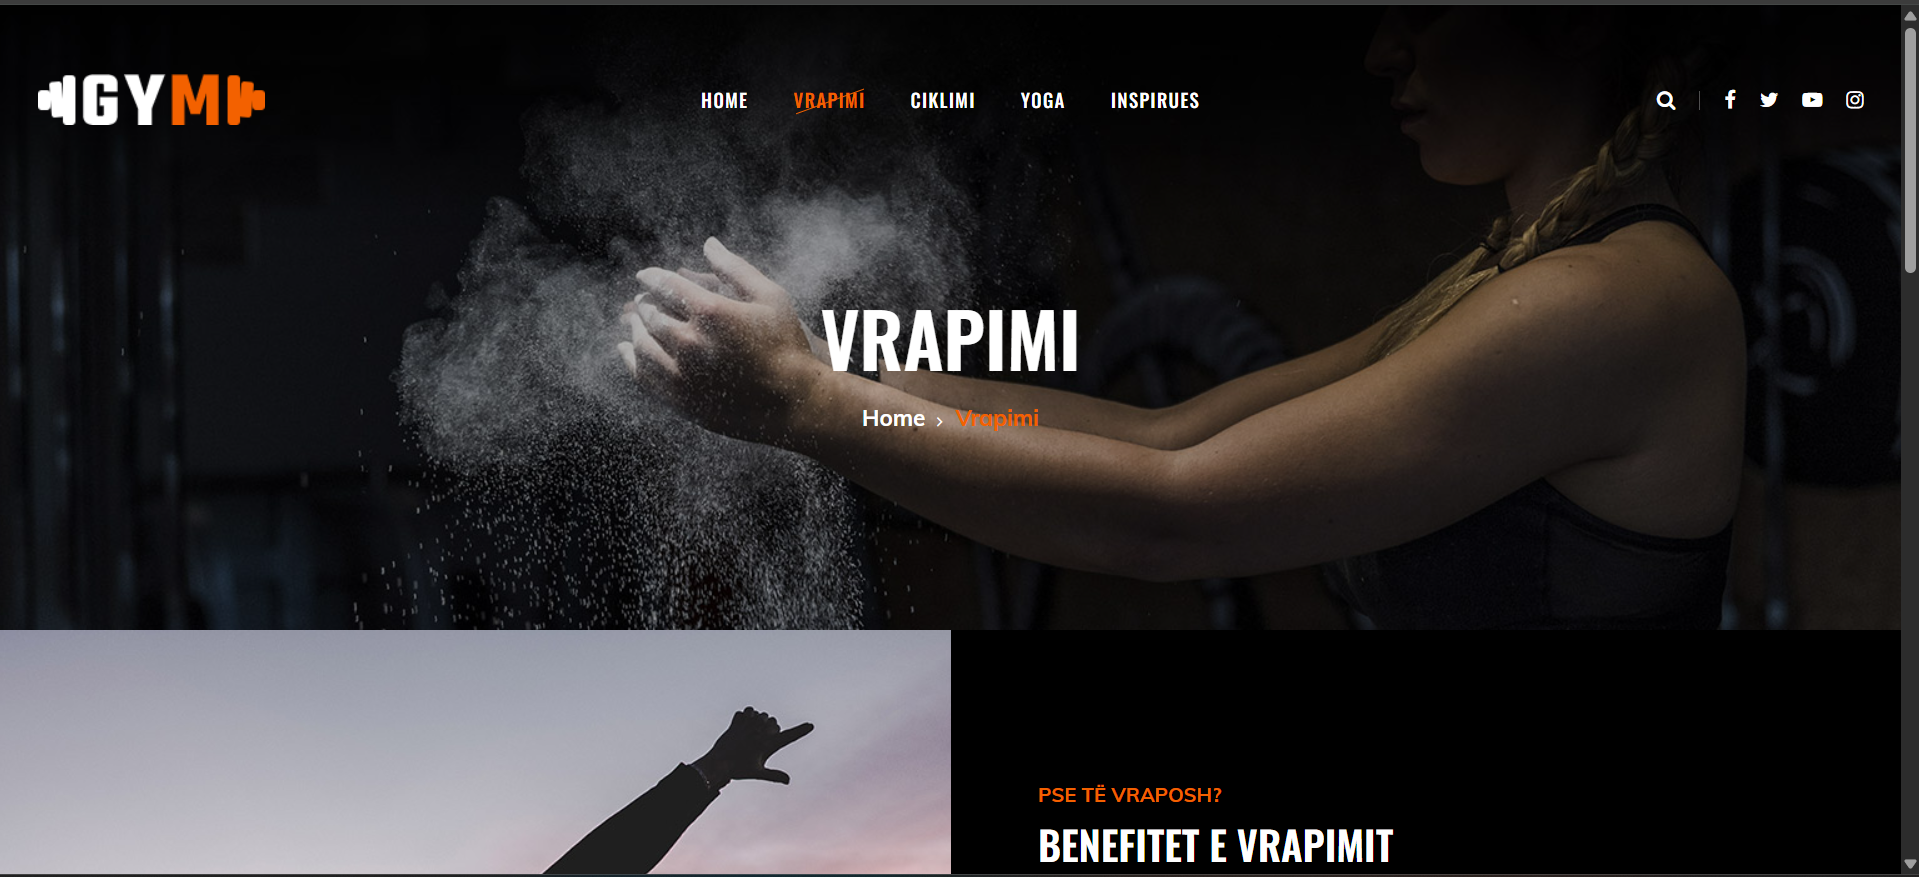 GYM
HOME VRAPIMI CIKLIMI YOGA INSPIRUES
VRAPIMI
Home › Vrapimi
PSE TË VRAPOSH?
BENEFITET E VRAPIMIT